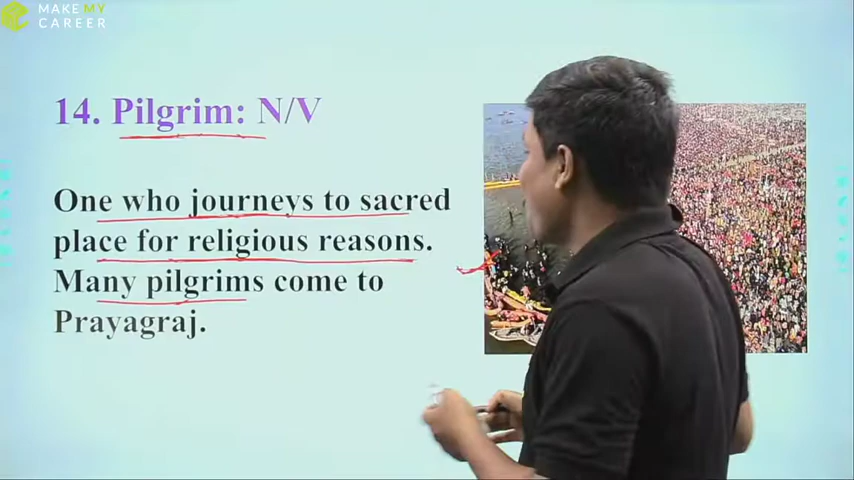 MAKE MY
CAREER
14. Pilgrim: N/V
One who journeys to sacred
place for religious reasons.
Many pilgrims come to
Prayagraj.